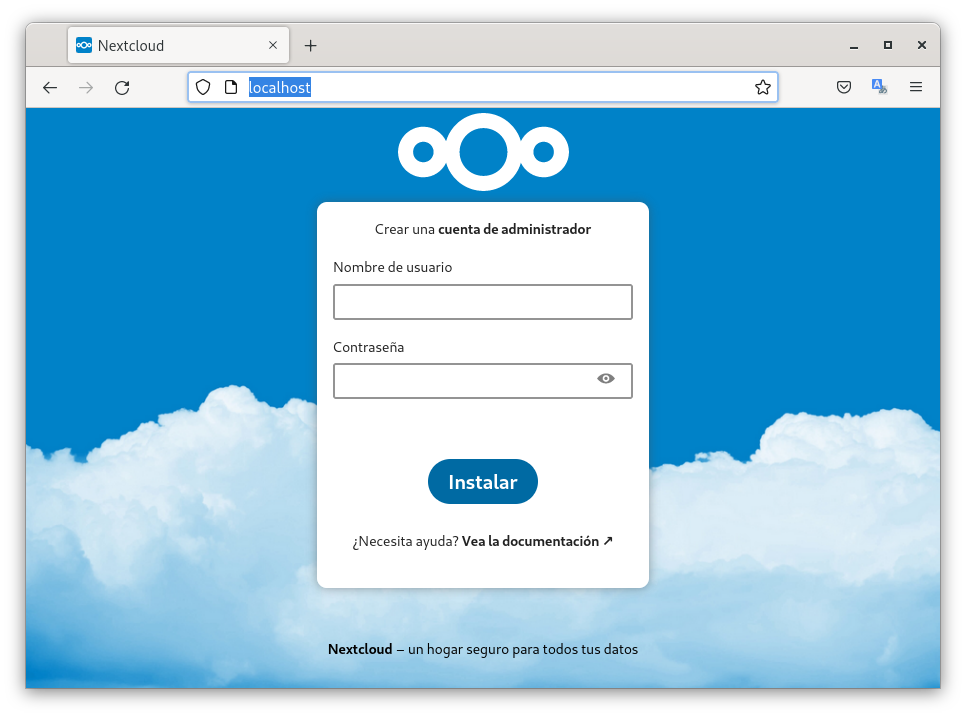 Nextcloud
localhost
Crear una cuenta de administrador
Nombre de usuario
Contraseña
Instalar
¿Necesita ayuda? Vea la documentación ↗
Nextcloud – un hogar seguro para todos tus datos